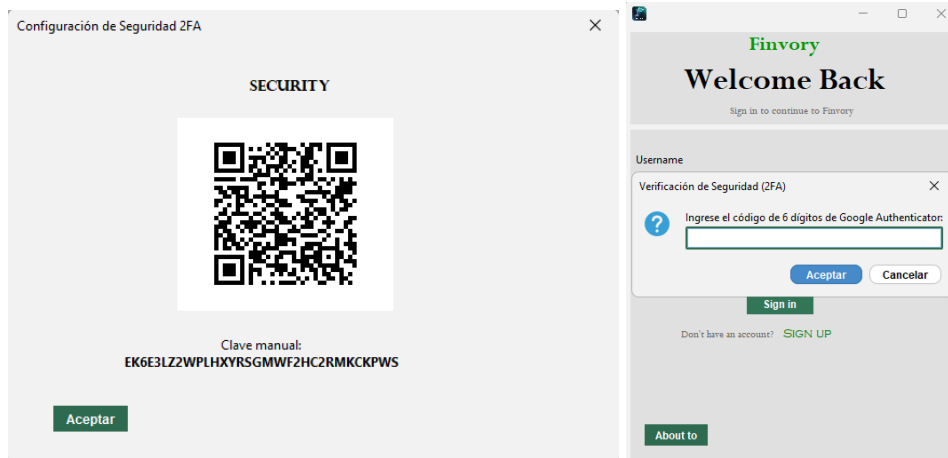 Configuración de Seguridad 2FA
SECURITY
Clave manual:
EK6E3LZ2WPLHXYRSGMWF2HC2RMKCKPWS
Aceptar
Finvory
Welcome Back
Sign in to continue to Finvory
Username
Verificación de Seguridad (2FA)
Ingrese el código de 6 dígitos de Google Authenticator:
Aceptar Cancelar
Sign in
Don't have an account? SIGN UP
About to